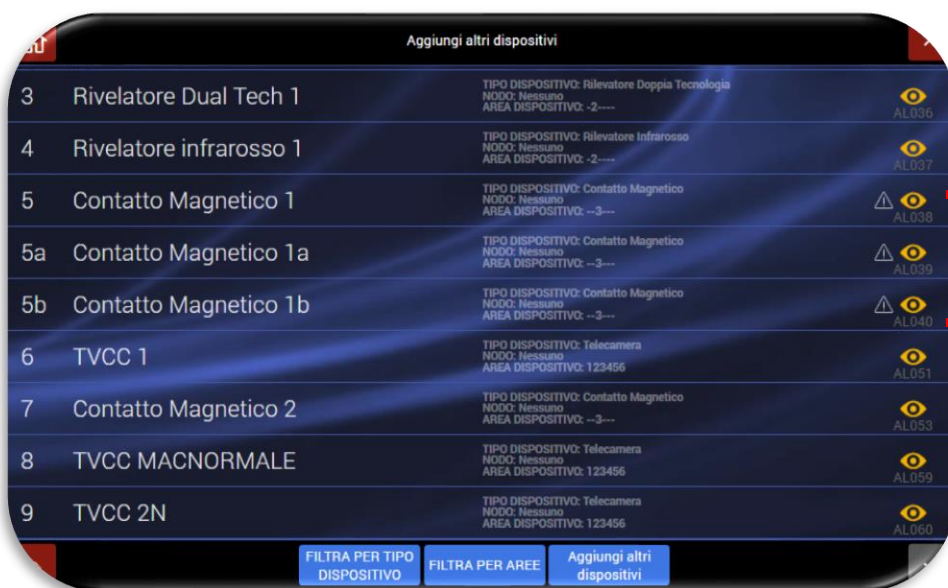 Aggiungi altri dispositivi
3 Rivelatore Dual Tech 1
TIPO DISPOSITIVO: Rilevatore Doppia Tecnologia
NODO: Nessuno
AREA DISPOSITIVO: -2----
AL036
4 Rivelatore infrarosso 1
TIPO DISPOSITIVO: Rilevatore Infrarosso
NODO: Nessuno
AREA DISPOSITIVO: -2----
AL037
5 Contatto Magnetico 1
TIPO DISPOSITIVO: Contatto Magnetico
NODO: Nessuno
AREA DISPOSITIVO: --3---
AL038
5a Contatto Magnetico 1a
TIPO DISPOSITIVO: Contatto Magnetico
NODO: Nessuno
AREA DISPOSITIVO: --3---
AL039
5b Contatto Magnetico 1b
TIPO DISPOSITIVO: Contatto Magnetico
NODO: Nessuno
AREA DISPOSITIVO: --3---
AL040
6 TVCC 1
TIPO DISPOSITIVO: Telecamera
NODO: Nessuno
AREA DISPOSITIVO: 123456
AL051
7 Contatto Magnetico 2
TIPO DISPOSITIVO: Contatto Magnetico
NODO: Nessuno
AREA DISPOSITIVO: --3---
AL053
8 TVCC MACNORMALE
TIPO DISPOSITIVO: Telecamera
NODO: Nessuno
AREA DISPOSITIVO: 123456
AL059
9 TVCC 2N
TIPO DISPOSITIVO: Telecamera
NODO: Nessuno
AREA DISPOSITIVO: 123456
AL060
FILTRA PER TIPO
DISPOSITIVO
FILTRA PER AREE
Aggiungi altri
dispositivi